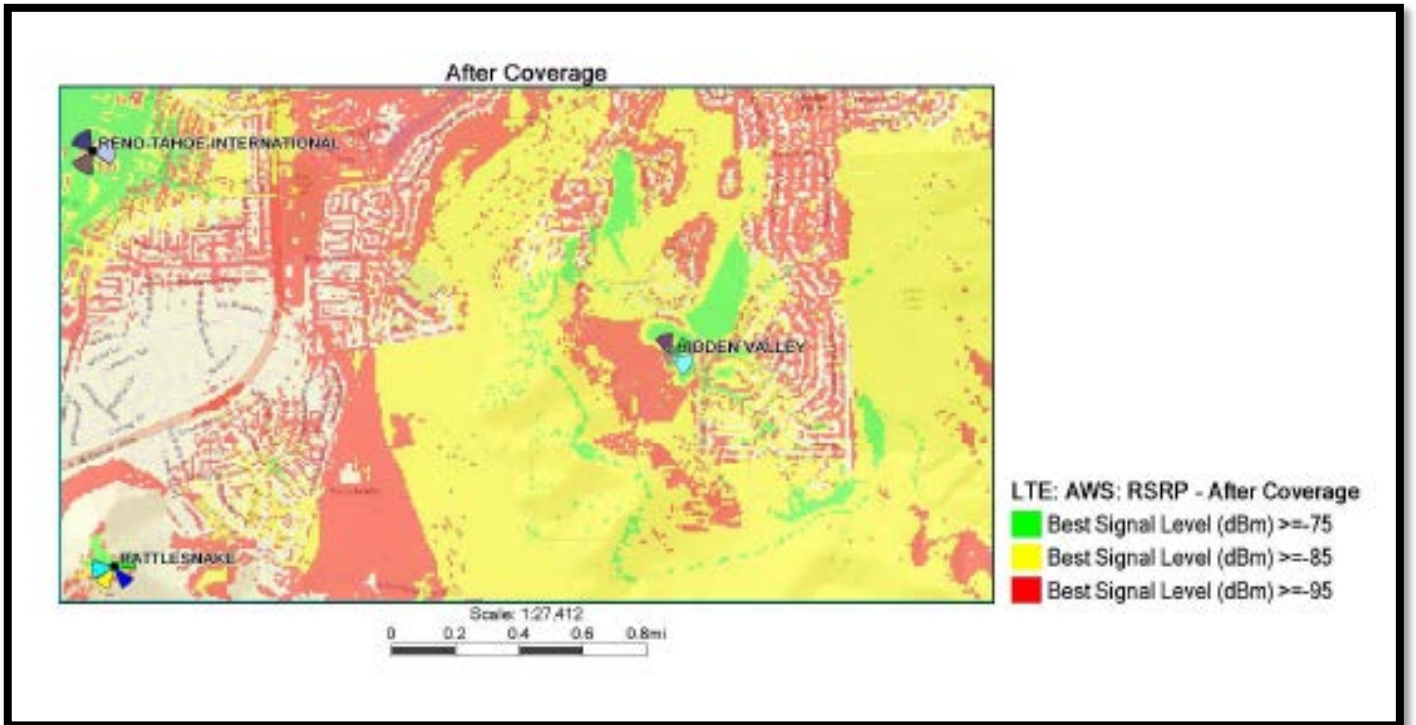 After Coverage
RENO-TAHOE-INTERNATIONAL
HIDDEN VALLEY
RATTLESNAKE
LTE: AWS: RSRP - After Coverage
Best Signal Level (dBm) >=-75
Best Signal Level (dBm) >=-85
Best Signal Level (dBm) >=-95
Scale: 1:27,412
0 0.2 0.4 0.6 0.8mi